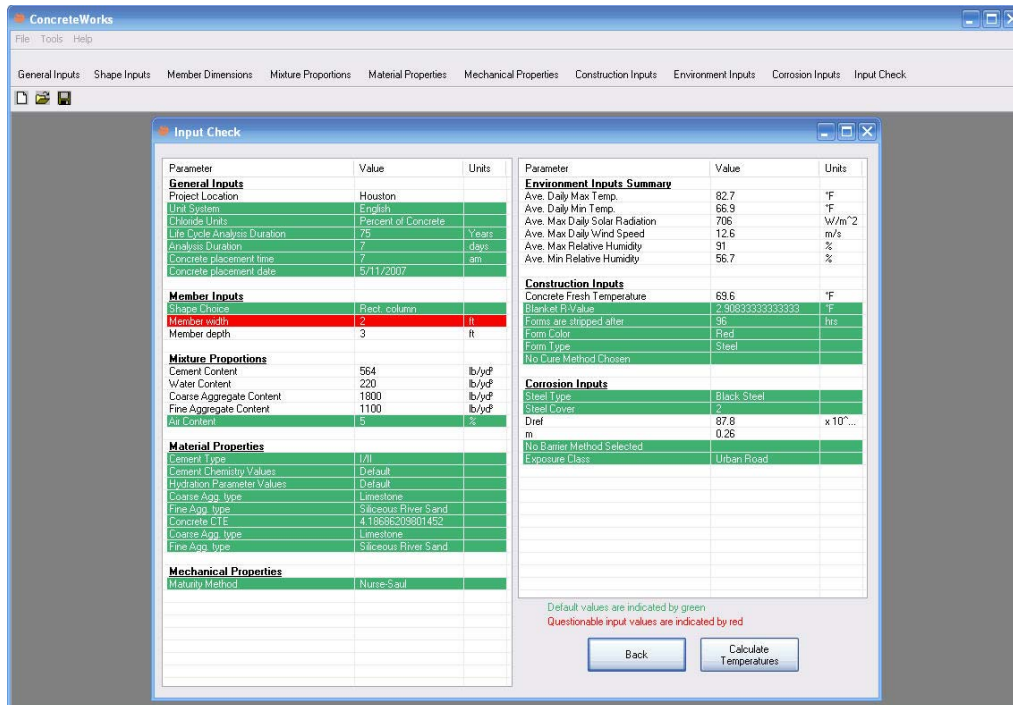 ConcreteWorks
File Tools Help
General Inputs Shape Inputs Member Dimensions Mixture Proportions Material Properties Mechanical Properties Construction Inputs Environment Inputs Corrosion Inputs Input Check
Input Check
Parameter Value Units
General Inputs
Project Location Houston
Unit System English
Chloride Units Percent of Concrete
Life Cycle Analysis Duration 75 Years
Analysis Duration 7 days
Concrete placement time 7 am
Concrete placement date 5/11/2007
Member Inputs
Shape Choice Rect. column
Member width 2 ft
Member depth 3 ft
Mixture Proportions
Cement Content 564 lb/yd³
Water Content 220 lb/yd³
Coarse Aggregate Content 1800 lb/yd³
Fine Aggregate Content 1100 lb/yd³
Air Content 5 %
Material Properties
Cement Type I/II
Cement Chemistry Values Default
Hydration Parameter Values Default
Coarse Agg. type Limestone
Fine Agg. type Siliceous River Sand
Concrete CTE 4.18686209801452
Coarse Agg. type Limestone
Fine Agg. type Siliceous River Sand
Mechanical Properties
Maturity Method Nurse-Saul
Parameter Value Units
Environment Inputs Summary
Ave. Daily Max Temp. 82.7 °F
Ave. Daily Min Temp. 66.9 °F
Ave. Max Daily Solar Radiation 706 W/m^2
Ave. Max Daily Wind Speed 12.6 m/s
Ave. Max Relative Humidity 91 %
Ave. Min Relative Humidity 56.7 %
Construction Inputs
Concrete Fresh Temperature 69.6 °F
Blanket R-Value 2.90833333333333 °F
Forms are stripped after 96 hrs
Form Color Red
Form Type Steel
No Cure Method Chosen
Corrosion Inputs
Steel Type Black Steel
Steel Cover 2
Dref 87.8 x 10^...
m 0.26
No Barrier Method Selected
Exposure Class Urban Road
Default values are indicated by green
Questionable input values are indicated by red
Back
Calculate
Temperatures